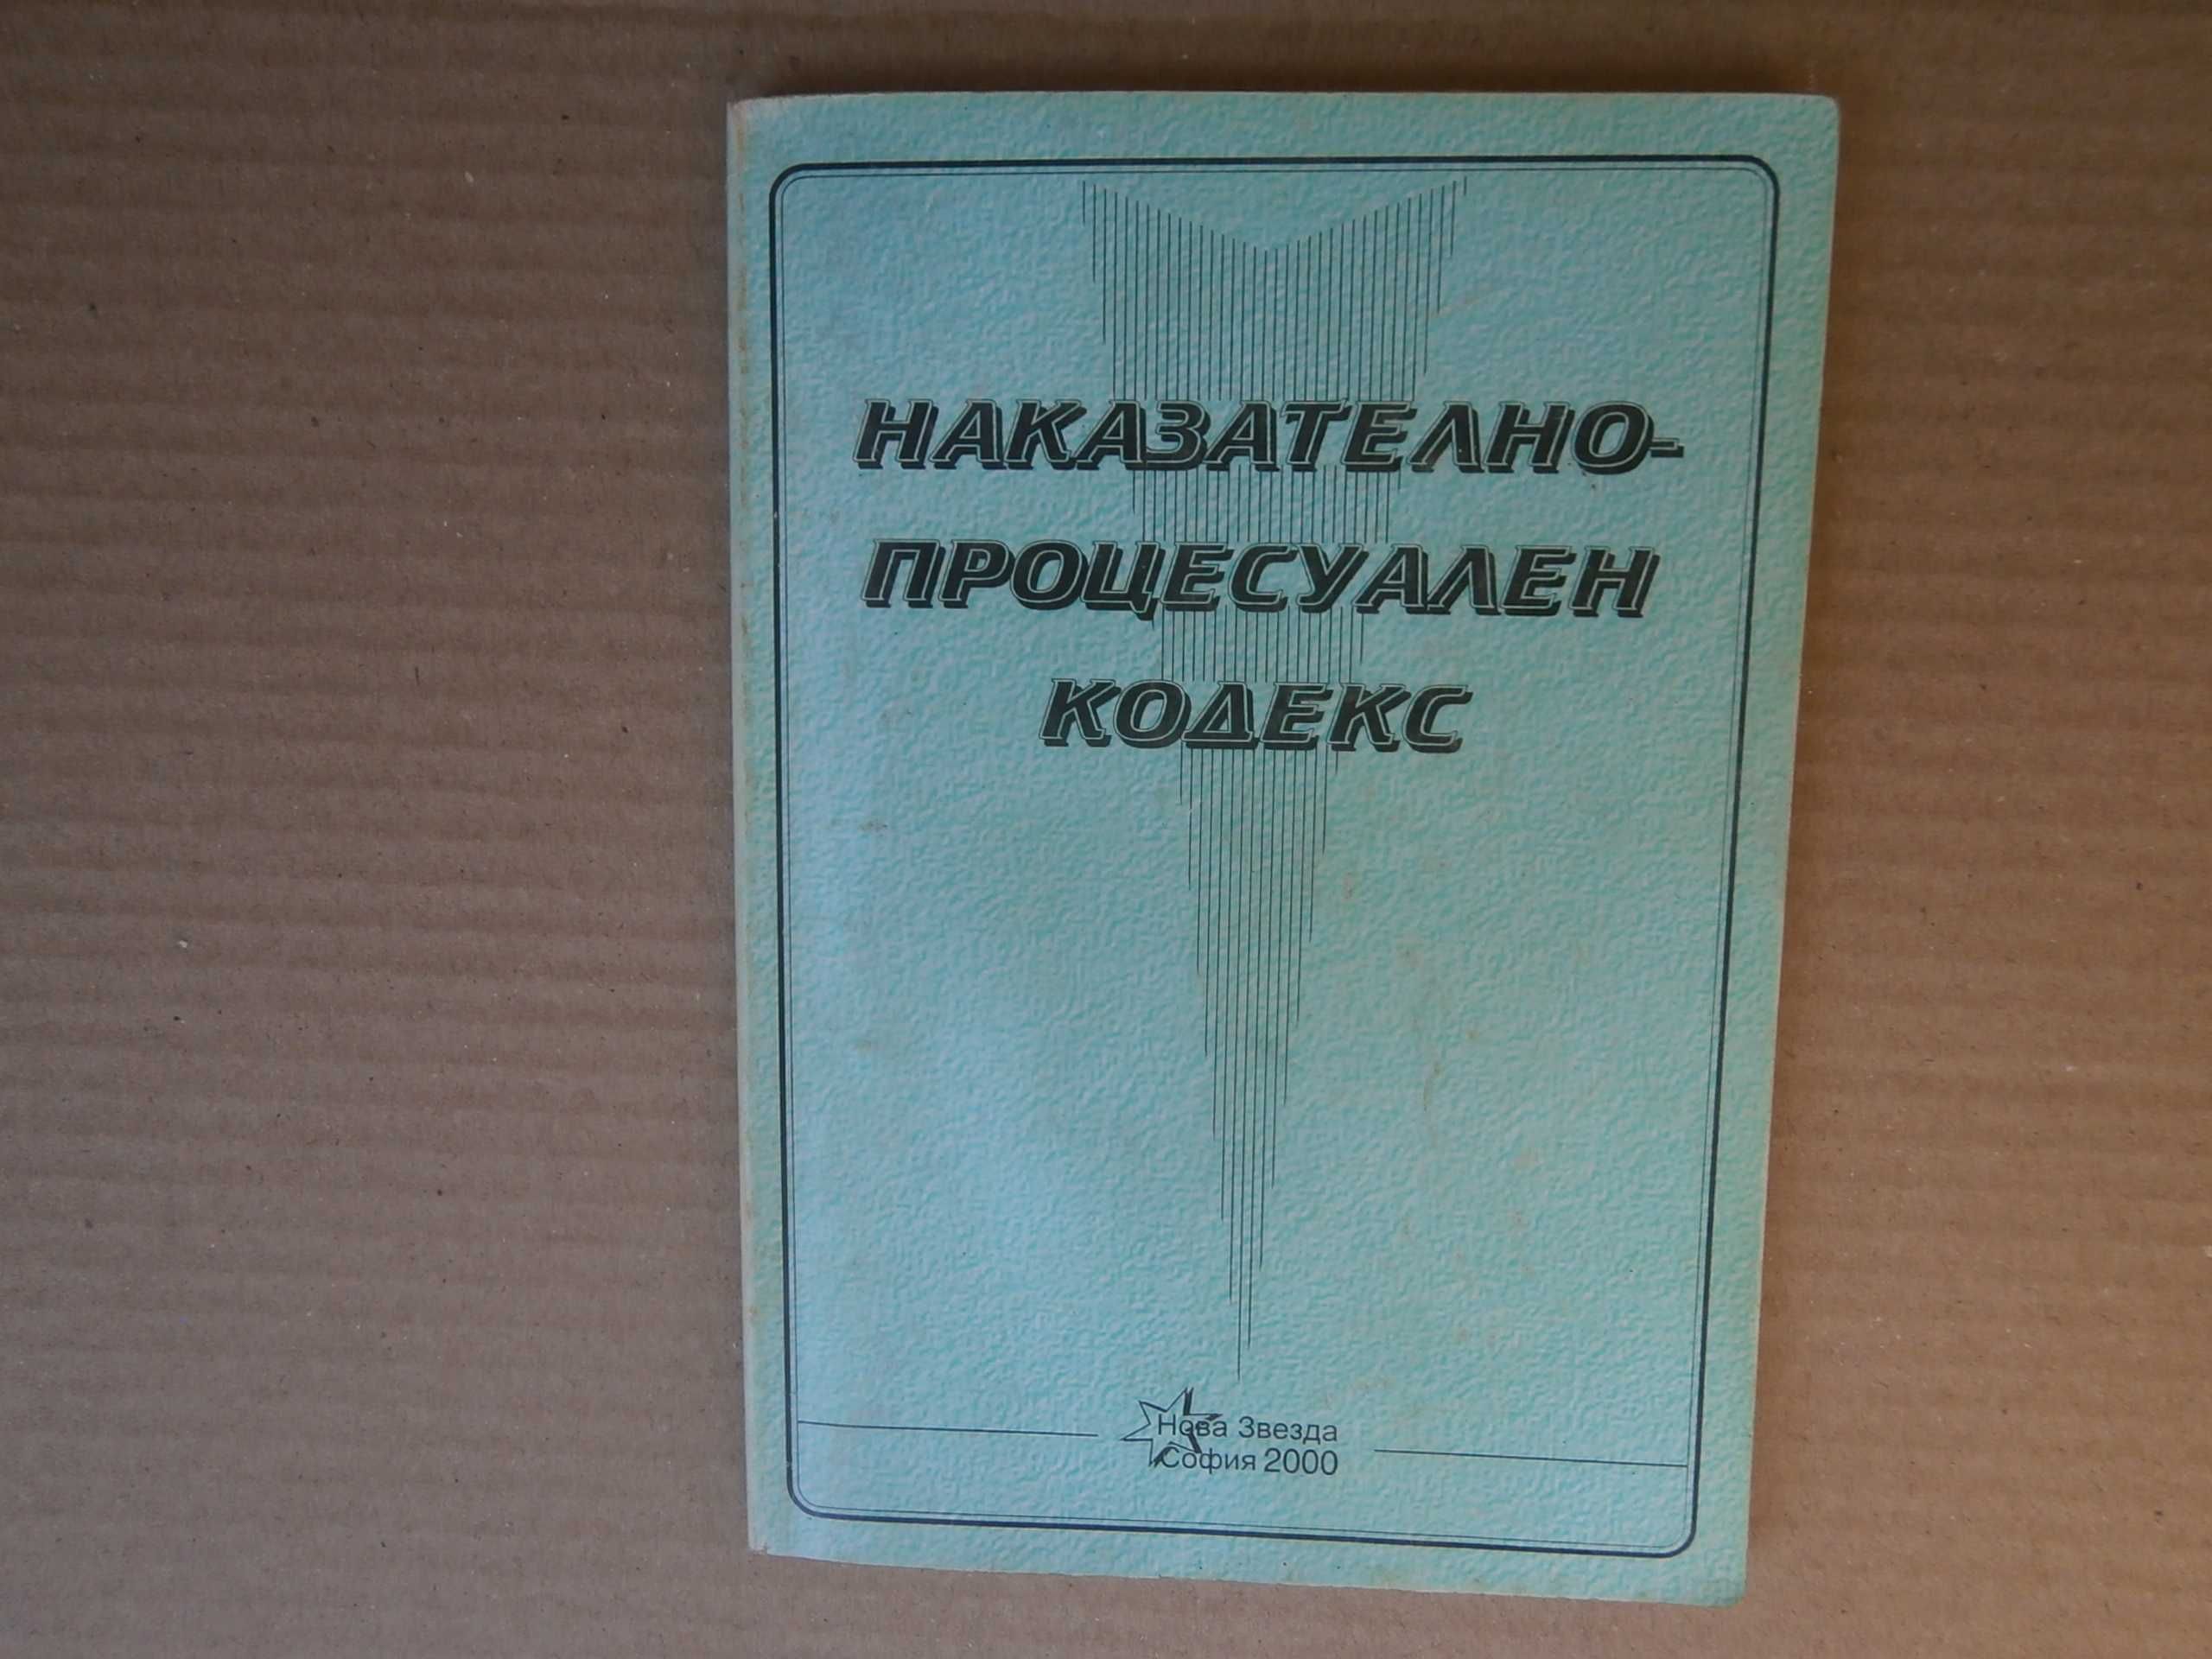 НАКАЗАТЕЛНО-
ПРОЦЕСУАЛЕН
КОДЕКС
Нова Звезда
София 2000